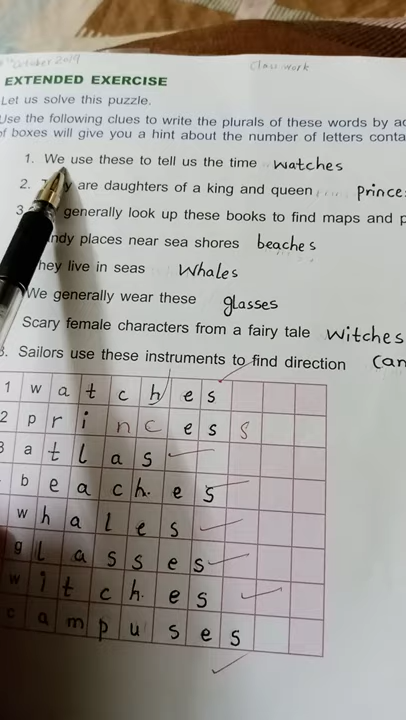 October 2019 Class work
EXTENDED EXERCISE
Let us solve this puzzle.
Use the following clues to write the plurals of these words by
of boxes will give you a hint about the number of letters
1. We use these to tell us the time watches
2. are daughters of a king and queen
3. generally look up these books to find maps and
places near sea shores beaches
live in seas Whales
We generally wear these glasses
Scary female characters from a fairy tale Witches
Sailors use these instruments to find direction
1 w a t c h e s
2 p r i n c e s s
3 a t l a s
b e a c h e s
w h a l e s
g l a s s e s
w i t c h e s
c a m p u s e s